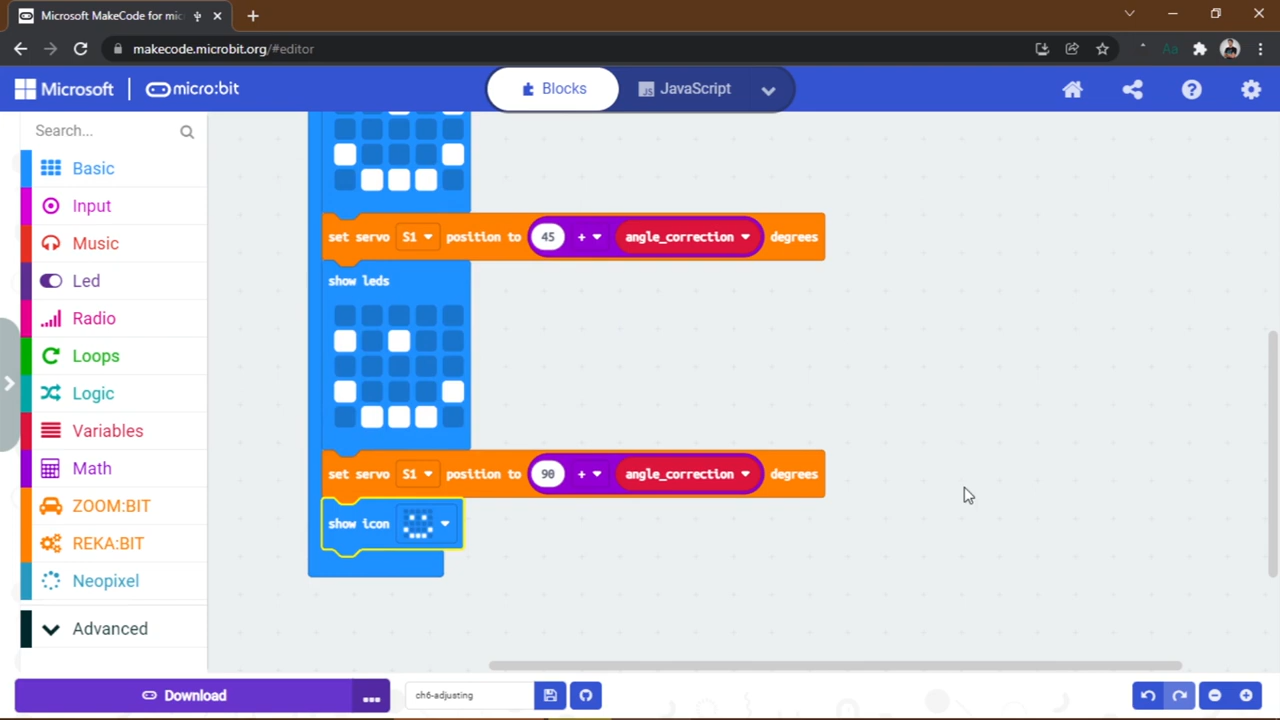 Microsoft MakeCode for mic
makecode.microbit.org/#editor
Aa
Microsoft
micro:bit
Blocks
JavaScript
Search...
Basic
Input
Music
Led
Radio
Loops
Logic
Variables
Math
ZOOM:BIT
REKA:BIT
Neopixel
Advanced
set servo S1 position to 45 + angle_correction degrees
show leds
set servo S1 position to 90 + angle_correction degrees
show icon
Download
...
ch6-adjusting